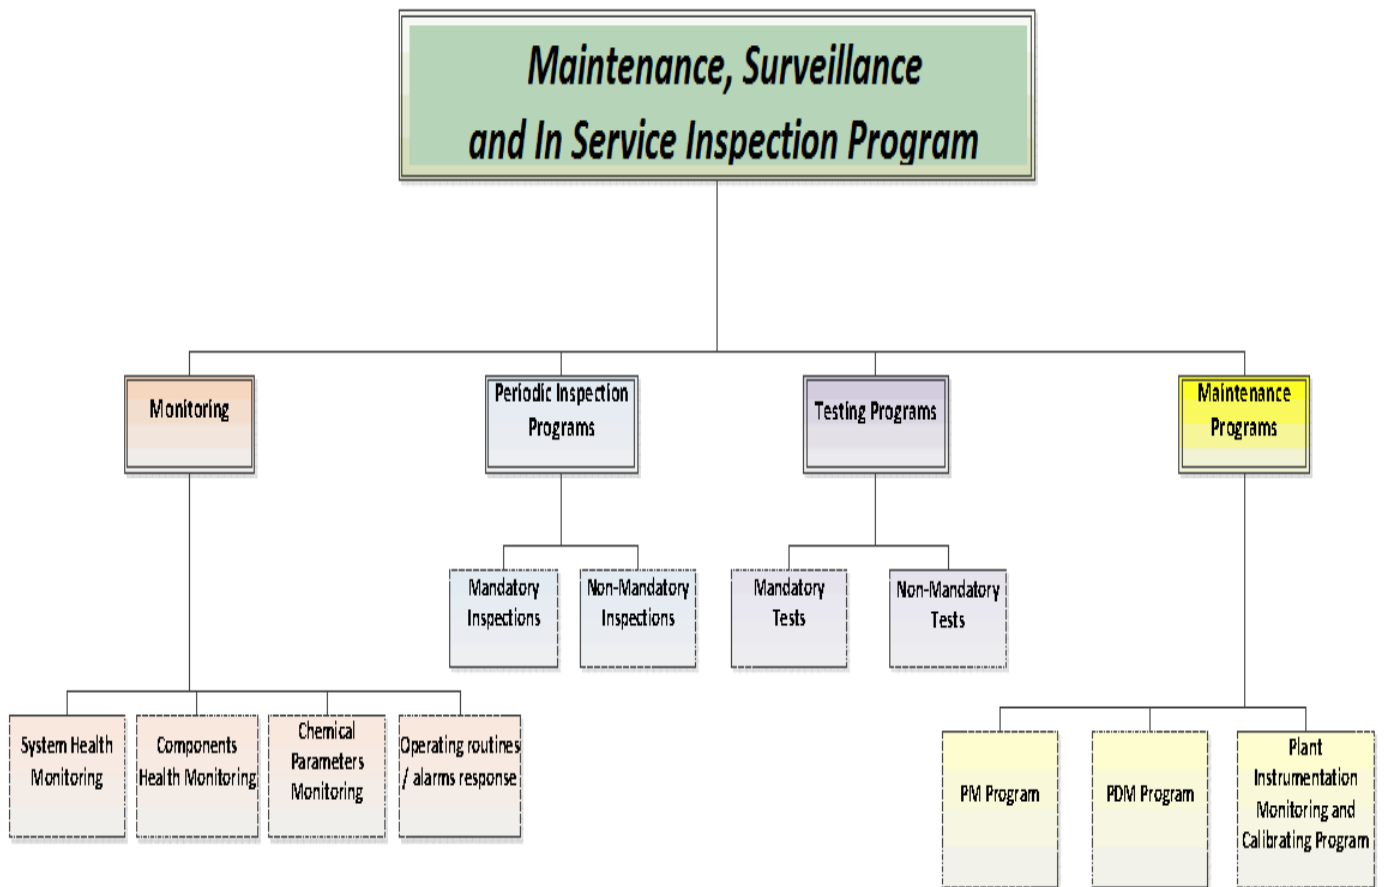 Maintenance, Surveillance
and In Service Inspection Program
Monitoring
Periodic Inspection
Programs
Testing Programs
Maintenance
Programs
Mandatory
Inspections
Non-Mandatory
Inspections
Mandatory
Tests
Non-Mandatory
Tests
System Health
Monitoring
Components
Health Monitoring
Chemical
Parameters
Monitoring
Operating routines
/ alarms response
PM Program
PDM Program
Plant
Instrumentation
Monitoring and
Calibrating Program